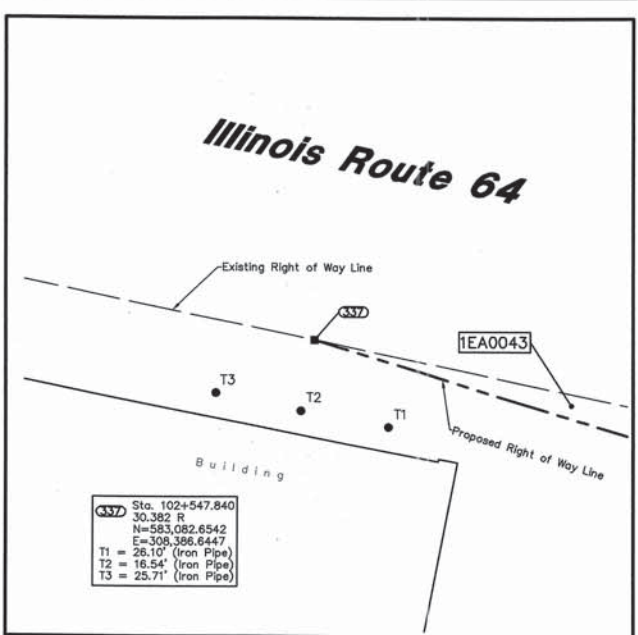 Illinois Route 64
Existing Right of Way Line
337
1EA0043
T3
T2
T1
Proposed Right of Way Line
Building
337 Sta. 102+547.840
30.382 R
N=583,082.6542
E=308,386.6447
T1 = 26.10' (Iron Pipe)
T2 = 16.54' (Iron Pipe)
T3 = 25.71' (Iron Pipe)